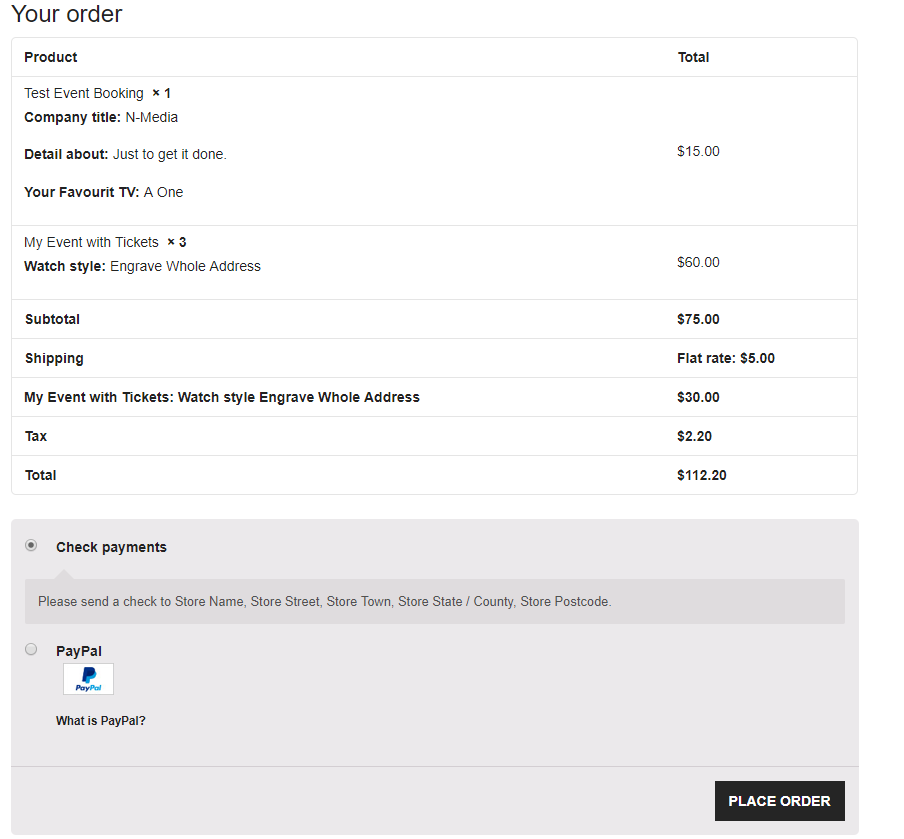 Your order
Product Total
Test Event Booking × 1
Company title: N-Media
$15.00
Detail about: Just to get it done.
Your Favourit TV: A One
My Event with Tickets × 3
$60.00
Watch style: Engrave Whole Address
Subtotal $75.00
Shipping Flat rate: $5.00
My Event with Tickets: Watch style Engrave Whole Address $30.00
Tax $2.20
Total $112.20
Check payments
Please send a check to Store Name, Store Street, Store Town, Store State / County, Store Postcode.
PayPal
PayPal
What is PayPal?
PLACE ORDER